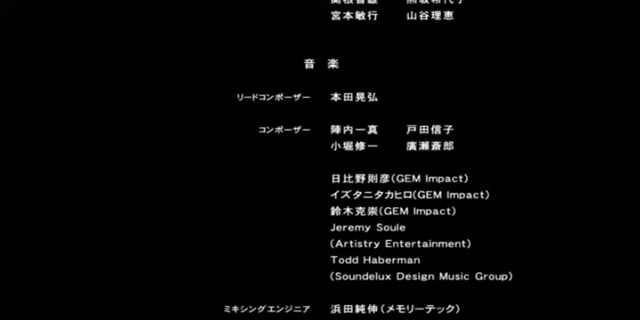 宮本敏行 山谷理恵
音 楽
リードコンポーザー 本田晃弘
コンポーザー 陣内一真 戸田信子
小堀修一 廣瀬斎郎
日比野則彦(GEM Impact)
イズタニタカヒロ(GEM Impact)
鈴木克崇(GEM Impact)
Jeremy Soule
(Artistry Entertainment)
Todd Haberman
(Soundelux Design Music Group)
ミキシングエンジニア 浜田純伸(メモリーテック)